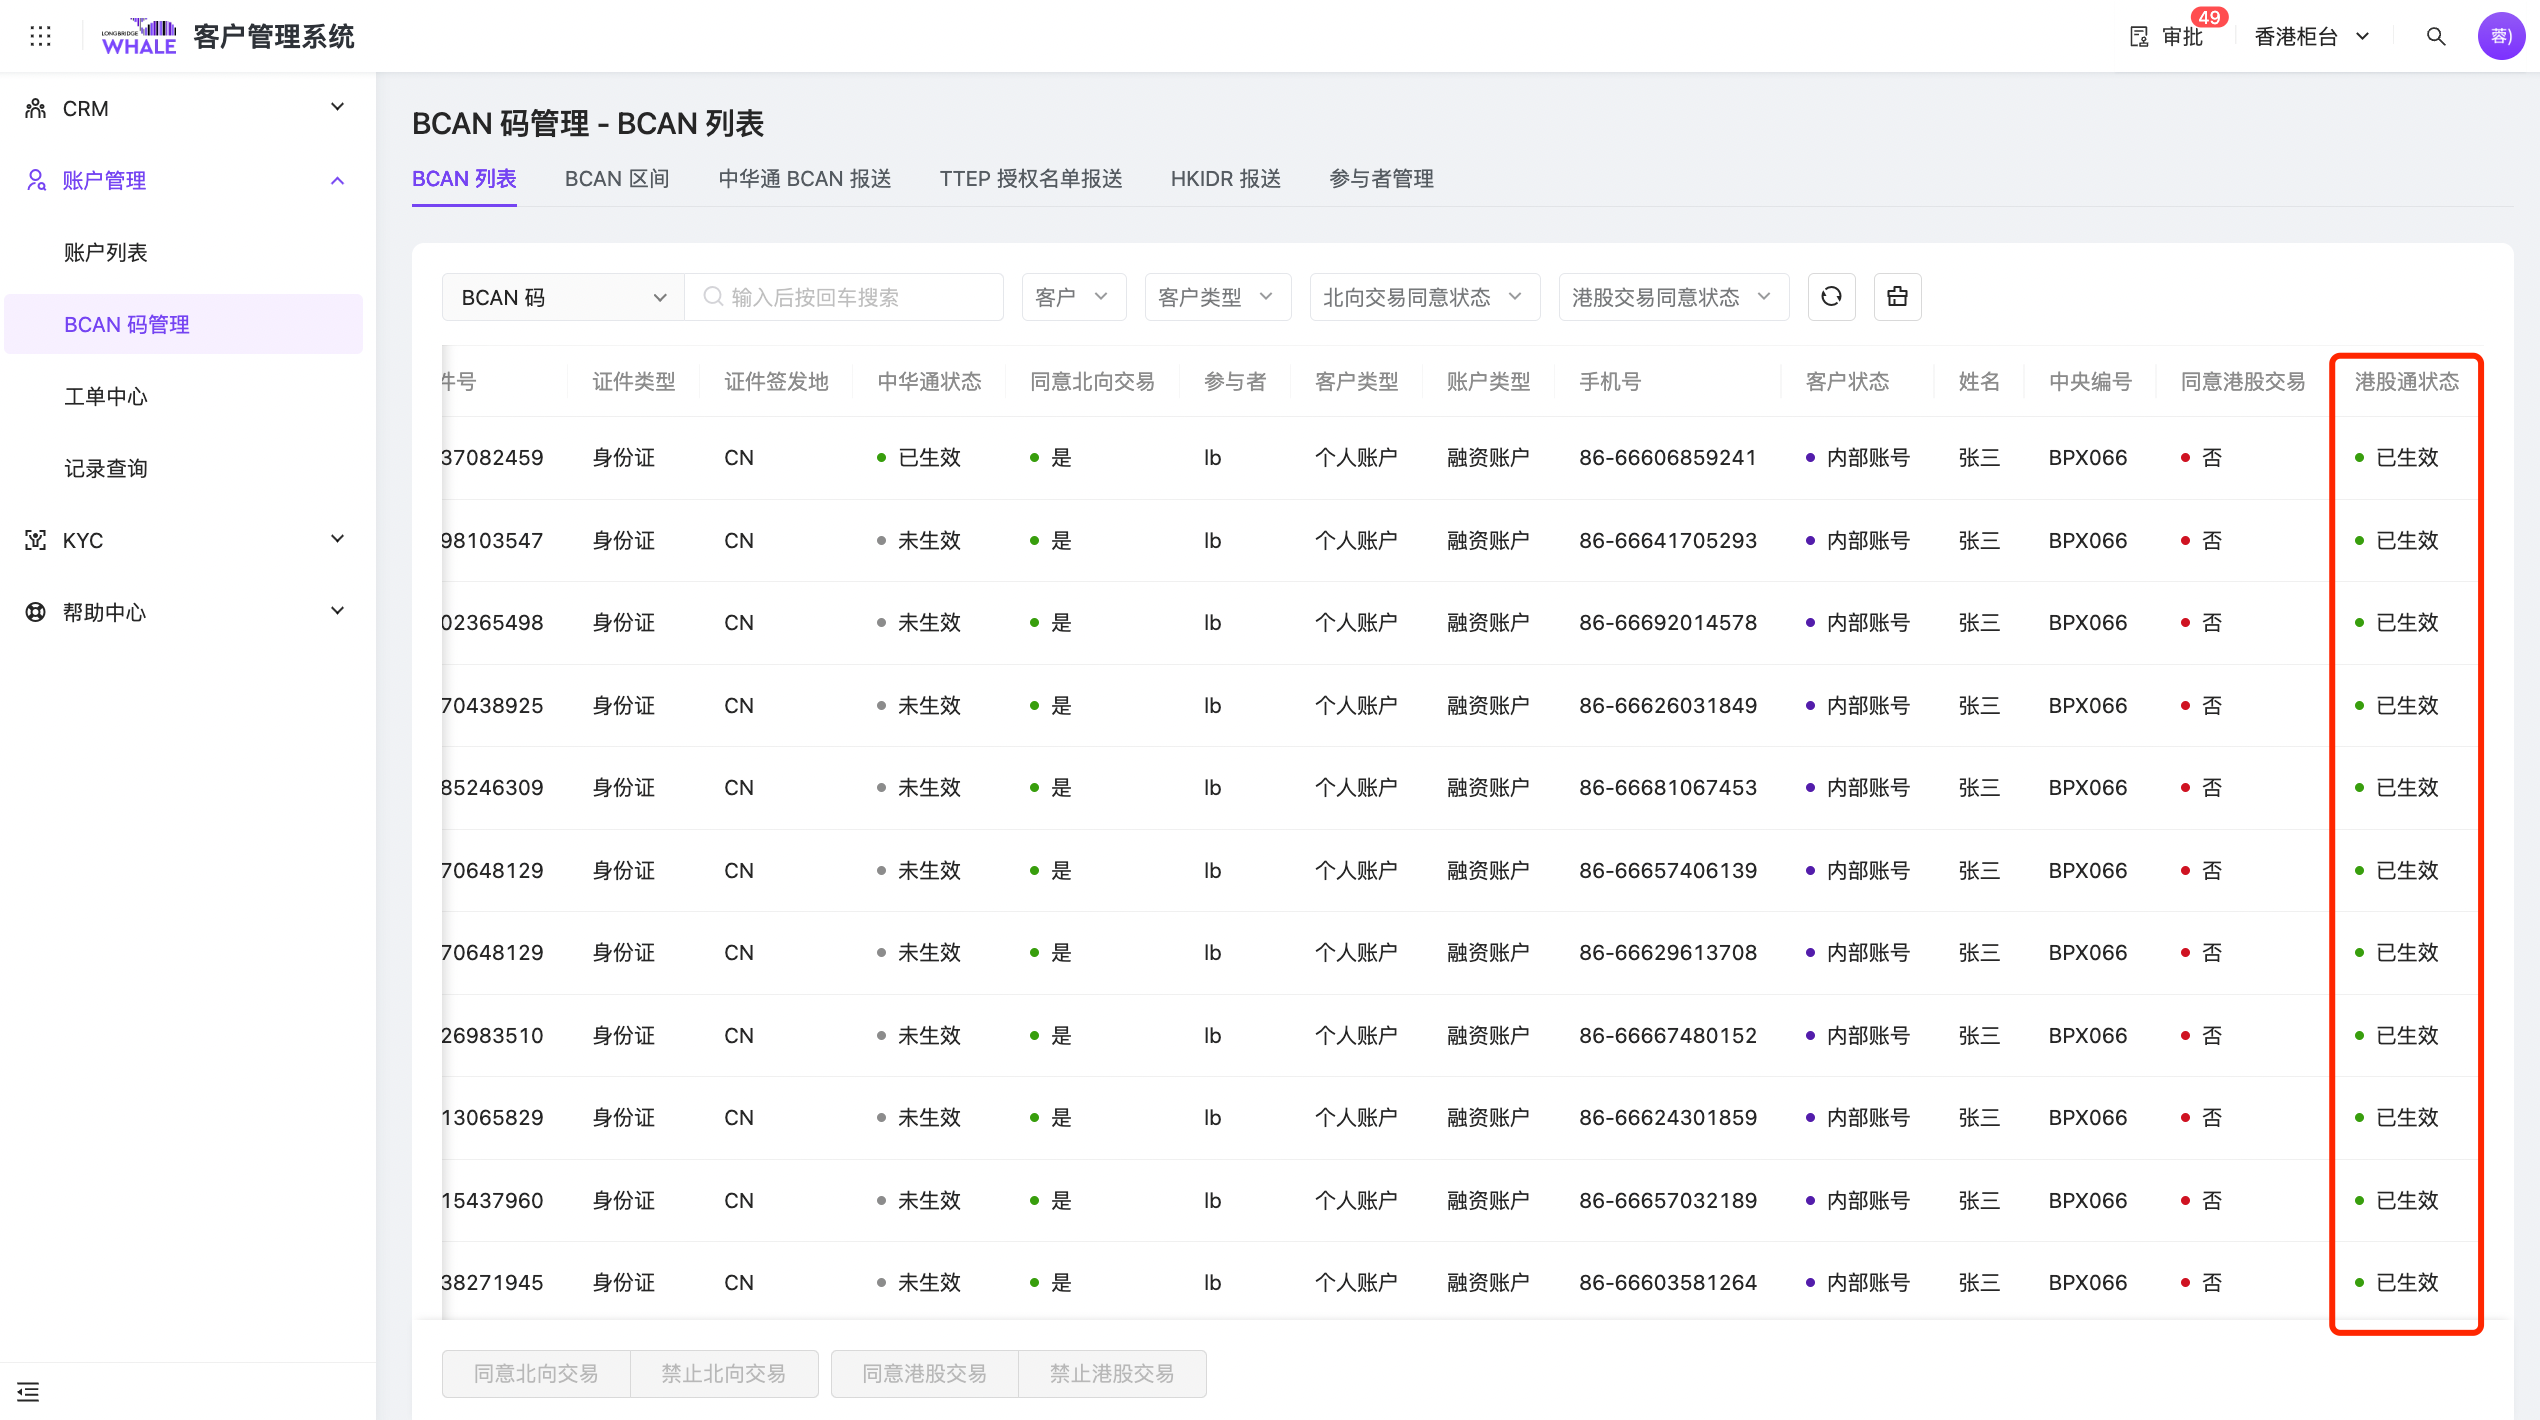 LONGBRIDGE
WHALE
客户管理系统
审批
49
香港柜台
蓉)
CRM
账户管理
账户列表
BCAN 码管理
工单中心
记录查询
KYC
帮助中心
BCAN 码管理 - BCAN 列表
BCAN 列表 BCAN 区间 中华通 BCAN 报送 TTEP 授权名单报送 HKIDR 报送 参与者管理
BCAN 码 输入后按回车搜索 客户 客户类型 北向交易同意状态 港股交易同意状态
件号 证件类型 证件签发地 中华通状态 同意北向交易 参与者 客户类型 账户类型 手机号 客户状态 姓名 中央编号 同意港股交易 港股通状态
37082459 身份证 CN 已生效 是 lb 个人账户 融资账户 86-66606859241 内部账号 张三 BPX066 否 已生效
98103547 身份证 CN 未生效 是 lb 个人账户 融资账户 86-66641705293 内部账号 张三 BPX066 否 已生效
02365498 身份证 CN 未生效 是 lb 个人账户 融资账户 86-66692014578 内部账号 张三 BPX066 否 已生效
70438925 身份证 CN 未生效 是 lb 个人账户 融资账户 86-66626031849 内部账号 张三 BPX066 否 已生效
85246309 身份证 CN 未生效 是 lb 个人账户 融资账户 86-66681067453 内部账号 张三 BPX066 否 已生效
70648129 身份证 CN 未生效 是 lb 个人账户 融资账户 86-66657406139 内部账号 张三 BPX066 否 已生效
70648129 身份证 CN 未生效 是 lb 个人账户 融资账户 86-66629613708 内部账号 张三 BPX066 否 已生效
26983510 身份证 CN 未生效 是 lb 个人账户 融资账户 86-66667480152 内部账号 张三 BPX066 否 已生效
13065829 身份证 CN 未生效 是 lb 个人账户 融资账户 86-66624301859 内部账号 张三 BPX066 否 已生效
15437960 身份证 CN 未生效 是 lb 个人账户 融资账户 86-66657032189 内部账号 张三 BPX066 否 已生效
38271945 身份证 CN 未生效 是 lb 个人账户 融资账户 86-66603581264 内部账号 张三 BPX066 否 已生效
同意北向交易 禁止北向交易 同意港股交易 禁止港股交易